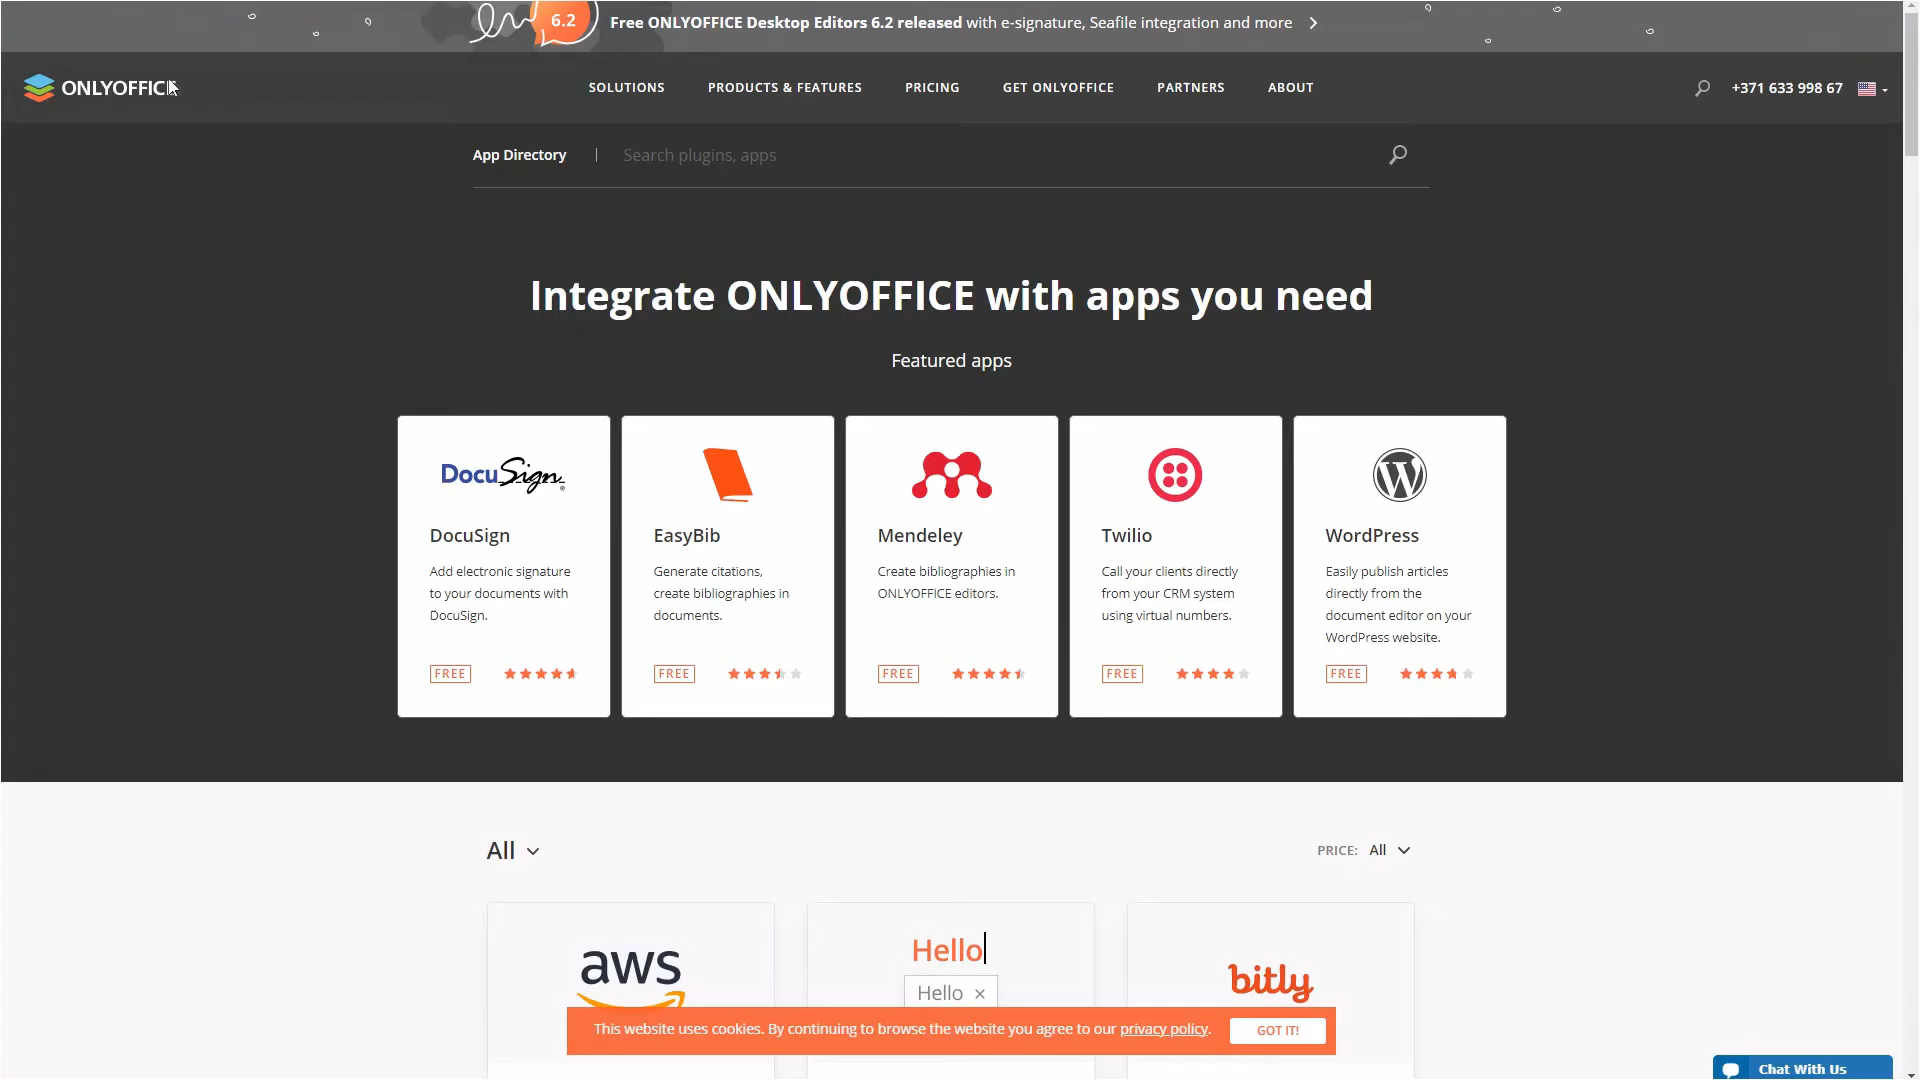 6.2 Free ONLYOFFICE Desktop Editors 6.2 released with e-signature, Seafile integration and more
ONLYOFFICE SOLUTIONS PRODUCTS & FEATURES PRICING GET ONLYOFFICE PARTNERS ABOUT +371 633 998 67
App Directory | Search plugins, apps
Integrate ONLYOFFICE with apps you need
Featured apps
DocuSign
DocuSign
Add electronic signature
to your documents with
DocuSign.
FREE
EasyBib
Generate citations,
create bibliographies in
documents.
FREE
Mendeley
Create bibliographies in
ONLYOFFICE editors.
FREE
Twilio
Call your clients directly
from your CRM system
using virtual numbers.
FREE
W
WordPress
Easily publish articles
directly from the
document editor on your
WordPress website.
FREE
All
PRICE: All
aws
Hello
Hello ×
bitly
This website uses cookies. By continuing to browse the website you agree to our privacy policy. GOT IT!
Chat With Us